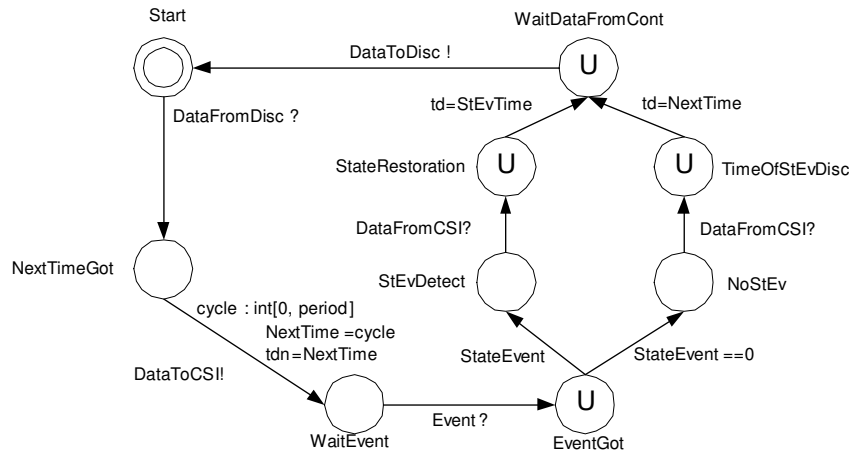 Start
WaitDataFromCont
DataToDisc !
U
td=StEvTime
td=NextTime
DataFromDisc ?
StateRestoration
U
U
TimeOfStEvDisc
DataFromCSI?
DataFromCSI?
NextTimeGot
StEvDetect
NoStEv
cycle : int[0, period]
NextTime =cycle
tdn=NextTime
StateEvent
StateEvent ==0
DataToCSI!
U
Event ?
WaitEvent
EventGot